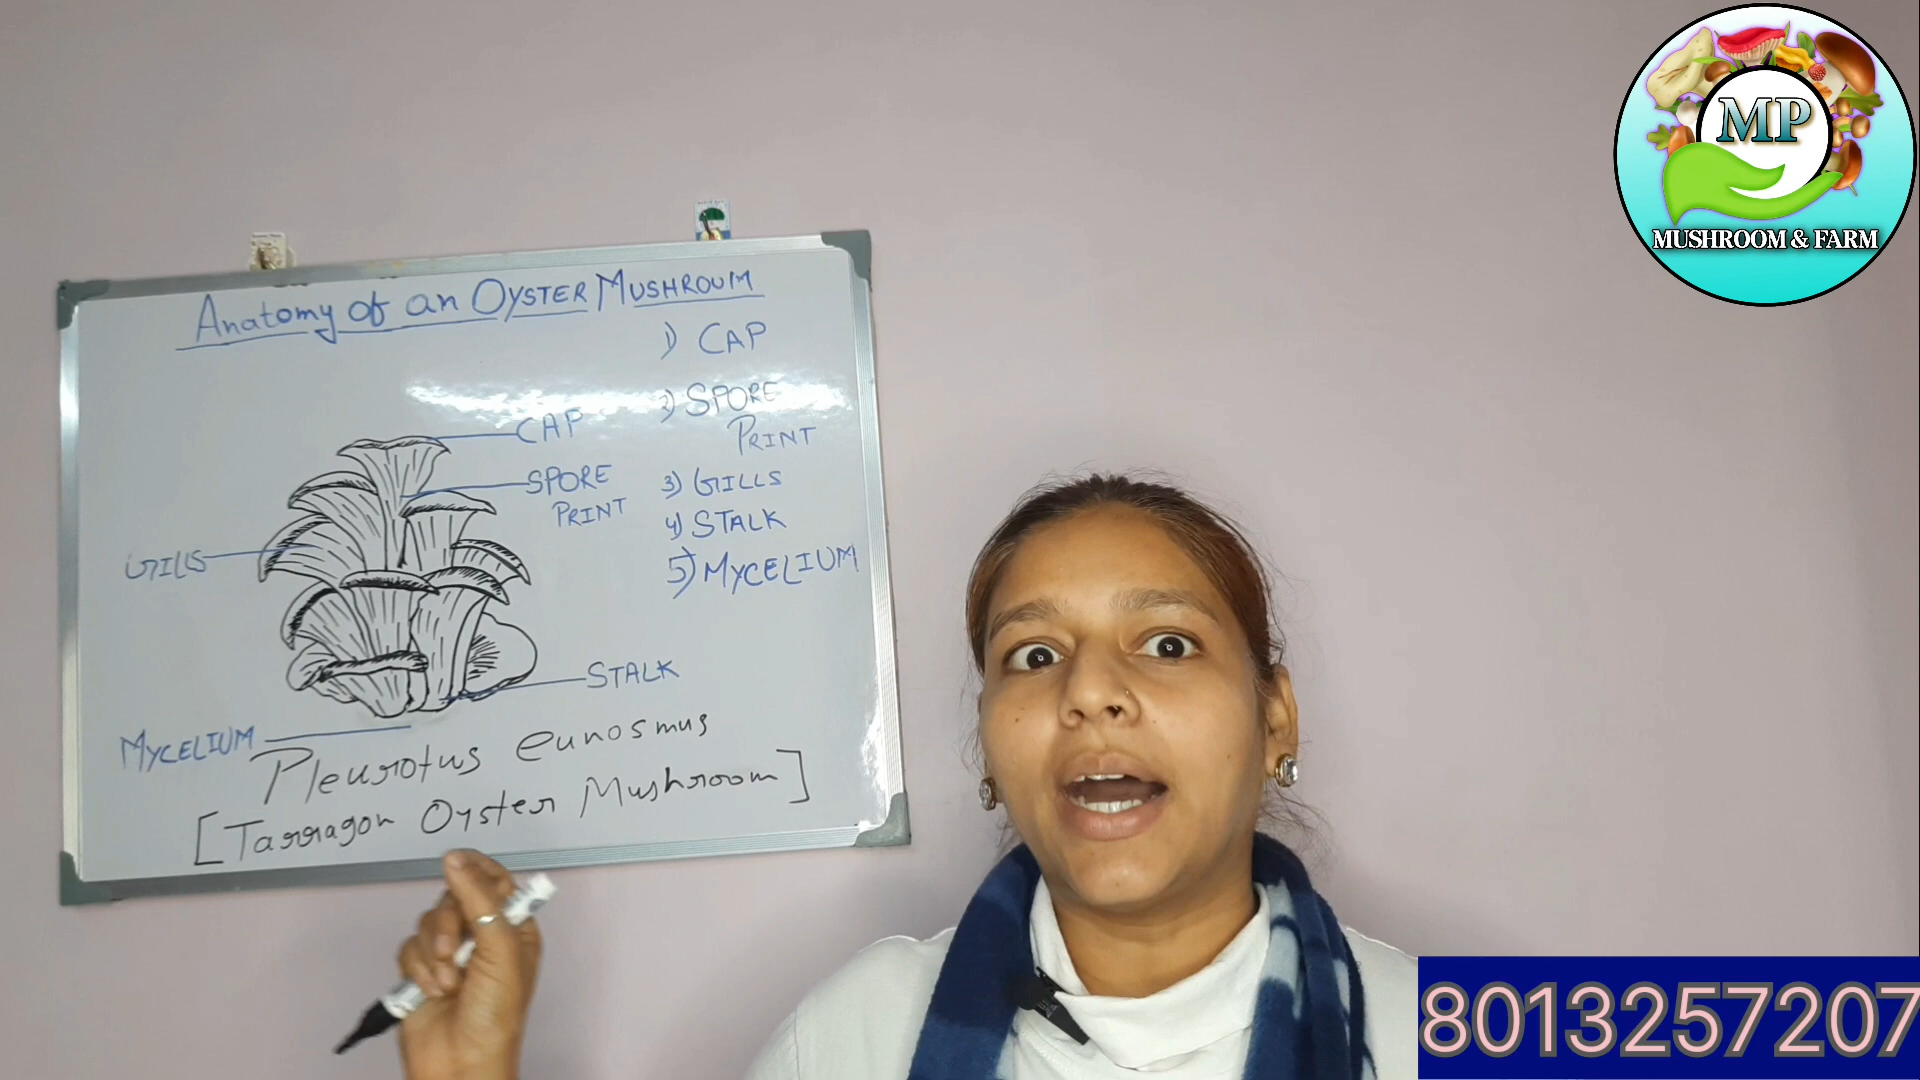 Anatomy of an OYSTER MUSHROUM
1) CAP
2) SPORE
PRINT
3) GILLS
4) STALK
5) MYCELIUM
CAP
SPORE
PRINT
GILLS
STALK
MYCELIUM
Pleurotus eunosmus
[Tarragon Oyster Mushroom]
MP
MUSHROOM & FARM
8013257207